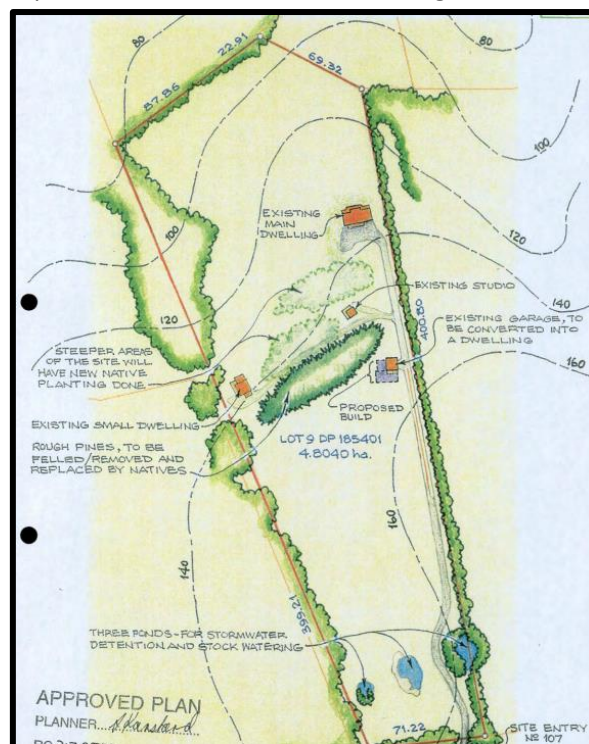 80
22.91
69.32
80
87.86
100
EXISTING
MAIN
DWELLING
100
120
EXISTING STUDIO
140
120
400.80
EXISTING GARAGE, TO
BE CONVERTED INTO
A DWELLING
160
STEEPER AREAS
OF THE SITE WILL
HAVE NEW NATIVE
PLANTING DONE
PROPOSED
BUILD
EXISTING SMALL DWELLING
LOT 9 DP 185401
4.8040 ha.
ROUGH PINES, TO BE
FELLED/REMOVED AND
REPLACED BY NATIVES
160
140
399.21
THREE PONDS - FOR STORMWATER
DETENTION AND STOCK WATERING
APPROVED PLAN
PLANNER
71.22
SITE ENTRY
Nº 107